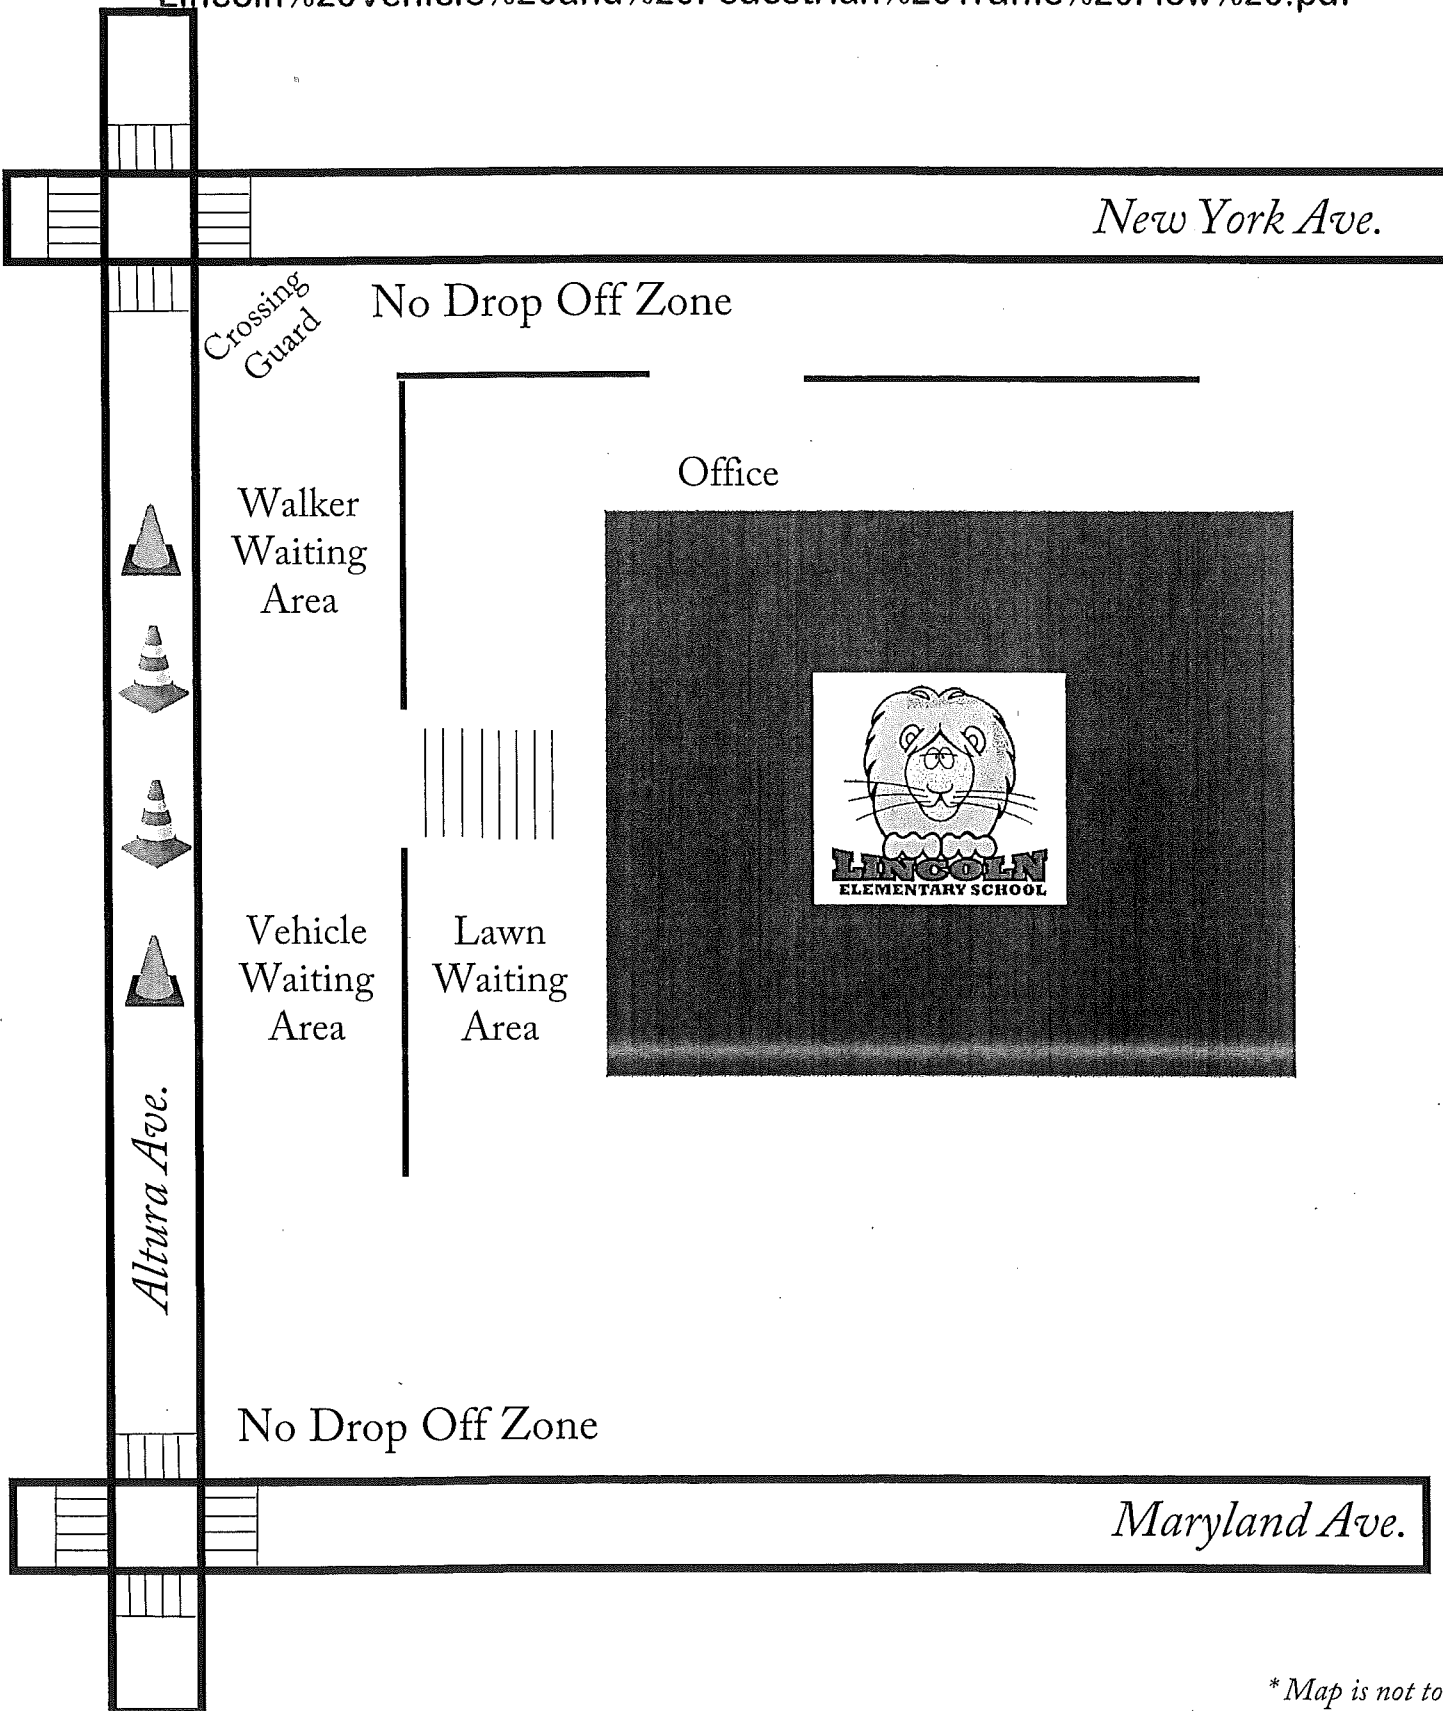 New York Ave.
Crossing
Guard
No Drop Off Zone
Office
Walker
Waiting
Area
LINCOLN
ELEMENTARY SCHOOL
Vehicle
Waiting
Area
Lawn
Waiting
Area
Altura Ave.
No Drop Off Zone
Maryland Ave.
* Map is not to